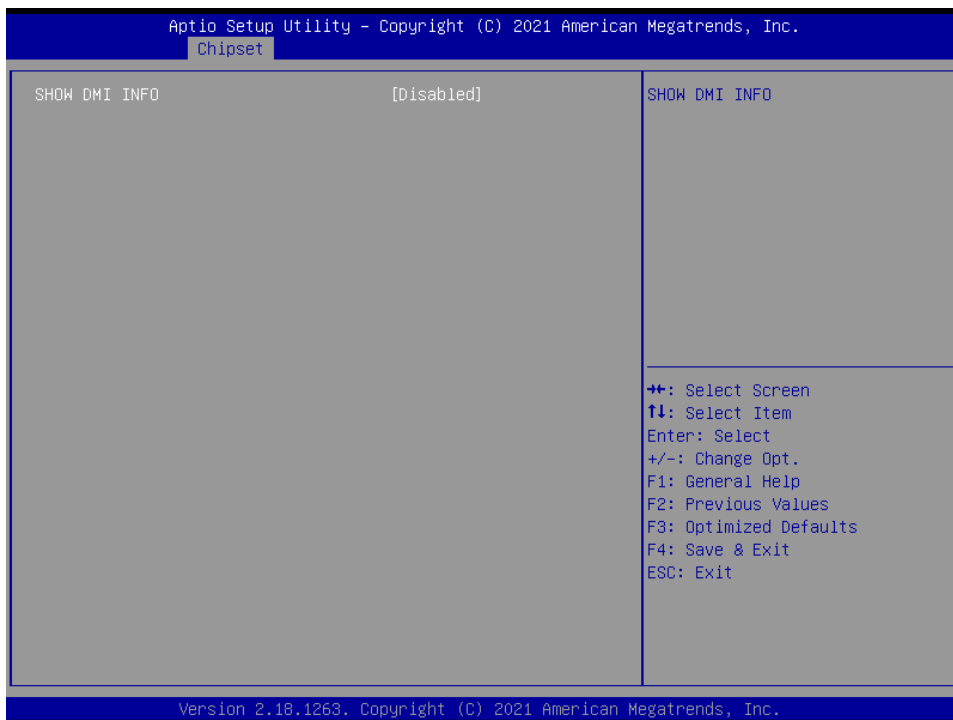 Aptio Setup Utility – Copyright (C) 2021 American Megatrends, Inc.
Chipset
SHOW DMI INFO [Disabled]
SHOW DMI INFO
→←: Select Screen
↑↓: Select Item
Enter: Select
+/-: Change Opt.
F1: General Help
F2: Previous Values
F3: Optimized Defaults
F4: Save & Exit
ESC: Exit
Version 2.18.1263. Copyright (C) 2021 American Megatrends, Inc.